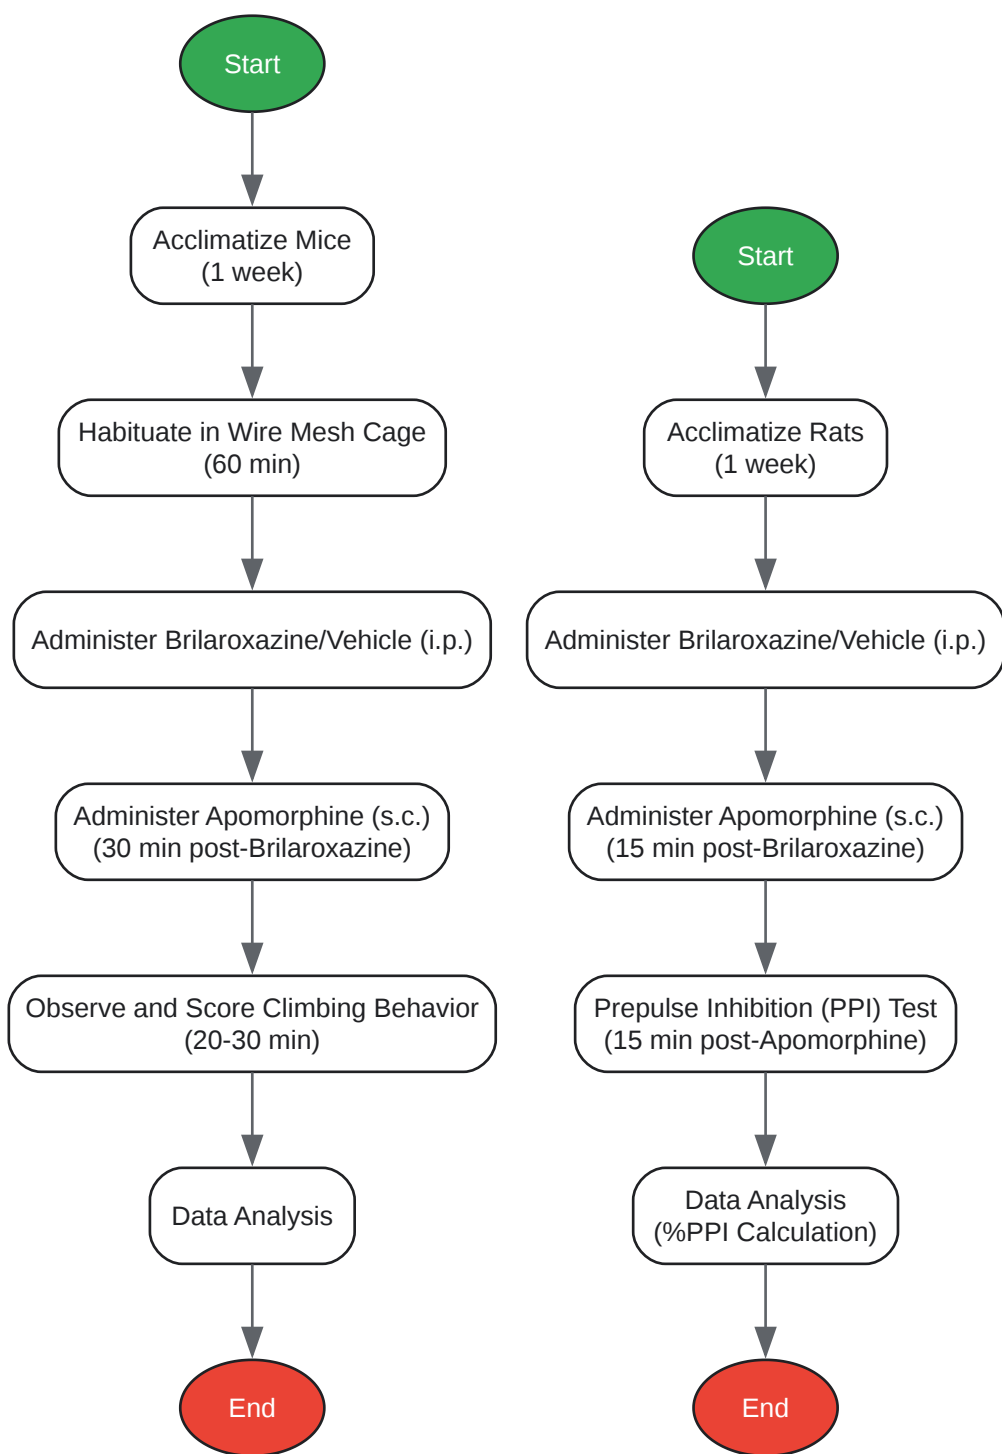 Start
Acclimatize Mice
(1 week)
Habituate in Wire Mesh Cage
(60 min)
Administer Brilaroxazine/Vehicle (i.p.)
Administer Apomorphine (s.c.)
(30 min post-Brilaroxazine)
Observe and Score Climbing Behavior
(20-30 min)
Data Analysis
End
Start
Acclimatize Rats
(1 week)
Administer Brilaroxazine/Vehicle (i.p.)
Administer Apomorphine (s.c.)
(15 min post-Brilaroxazine)
Prepulse Inhibition (PPI) Test
(15 min post-Apomorphine)
Data Analysis
(%PPI Calculation)
End